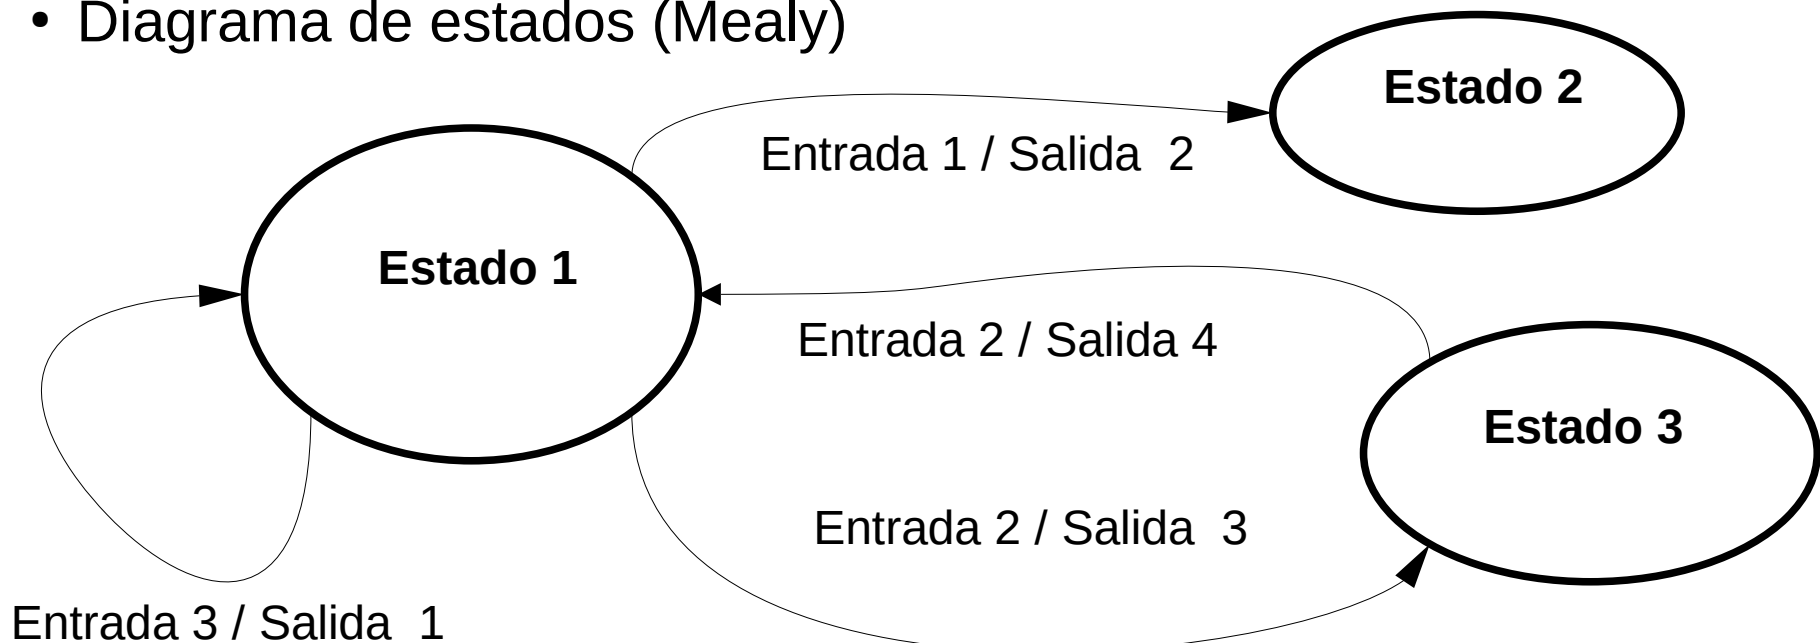 • Diagrama de estados (Mealy)
Estado 2
Entrada 1 / Salida  2
Estado 1
Entrada 2 / Salida 4
Estado 3
Entrada 2 / Salida  3
Entrada 3 / Salida  1